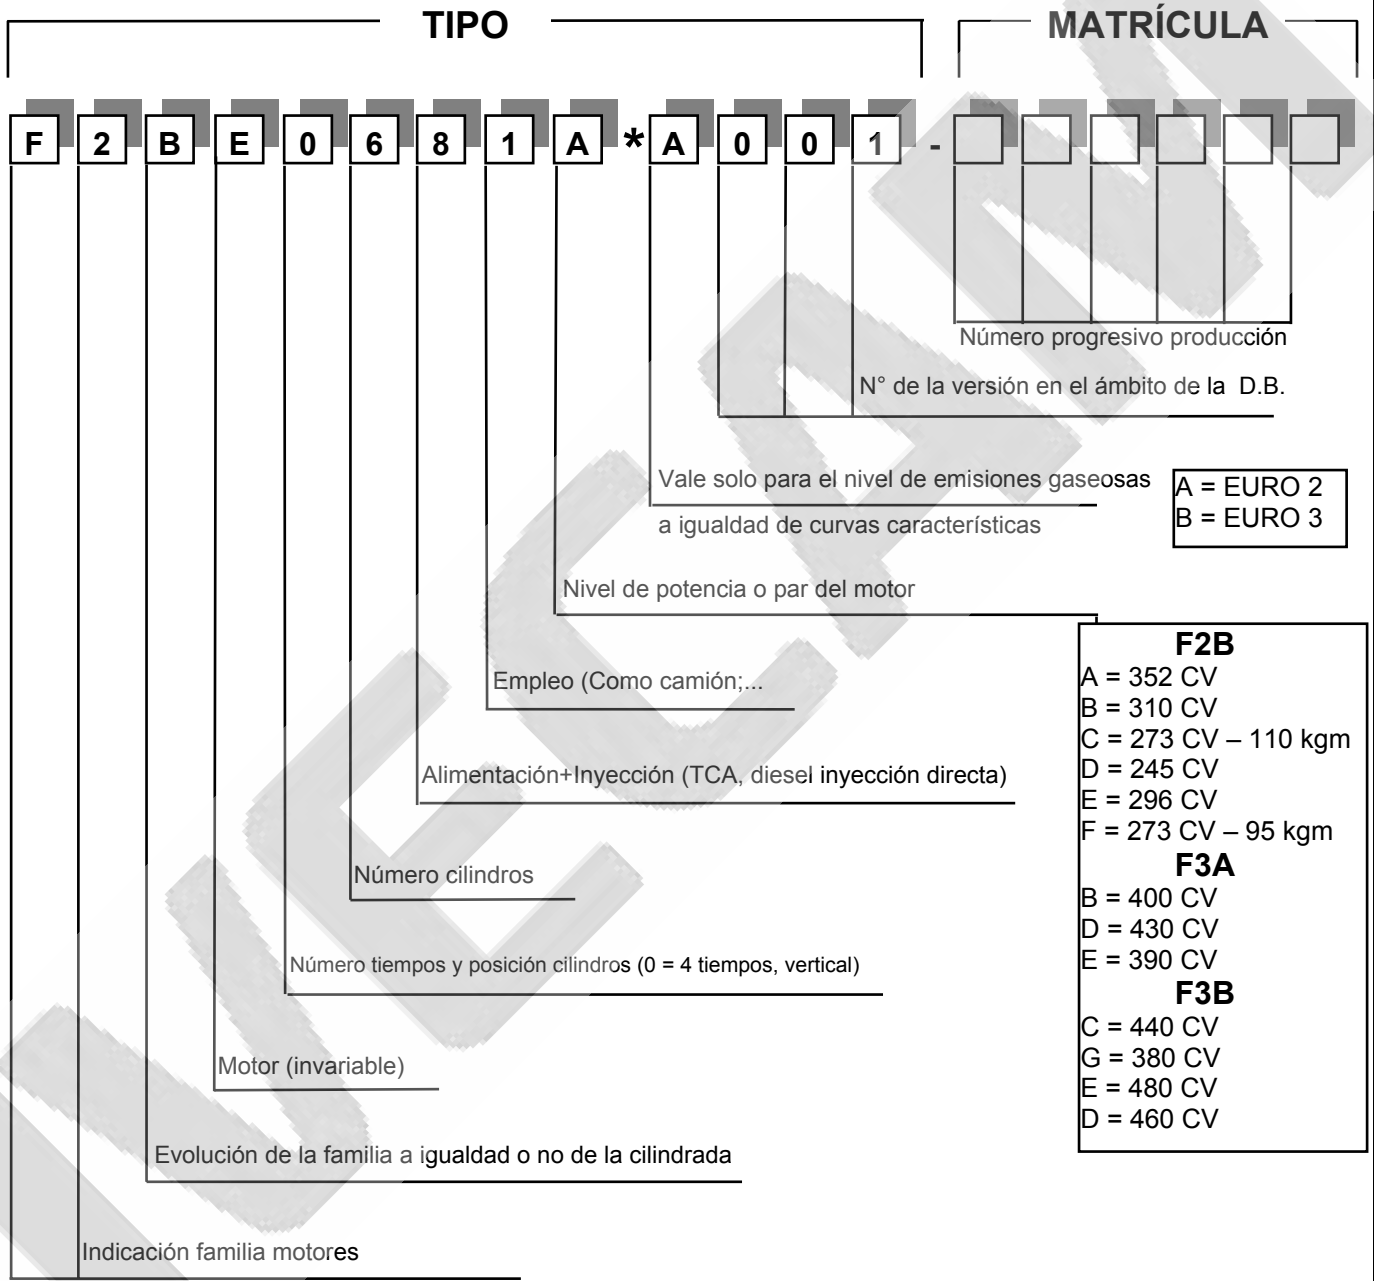 TIPO MATRÍCULA
F 2 B E 0 6 8 1 A * A 0 0 1 -
Número progresivo producción
N° de la versión en el ámbito de la D.B.
Vale solo para el nivel de emisiones gaseosas
a igualdad de curvas características
A = EURO 2
B = EURO 3
Nivel de potencia o par del motor
F2B
A = 352 CV
B = 310 CV
C = 273 CV – 110 kgm
D = 245 CV
E = 296 CV
F = 273 CV – 95 kgm
F3A
B = 400 CV
D = 430 CV
E = 390 CV
F3B
C = 440 CV
G = 380 CV
E = 480 CV
D = 460 CV
Empleo (Como camión;...
Alimentación+Inyección (TCA, diesel inyección directa)
Número cilindros
Número tiempos y posición cilindros (0 = 4 tiempos, vertical)
Motor (invariable)
Evolución de la familia a igualdad o no de la cilindrada
Indicación familia motores
VECAM